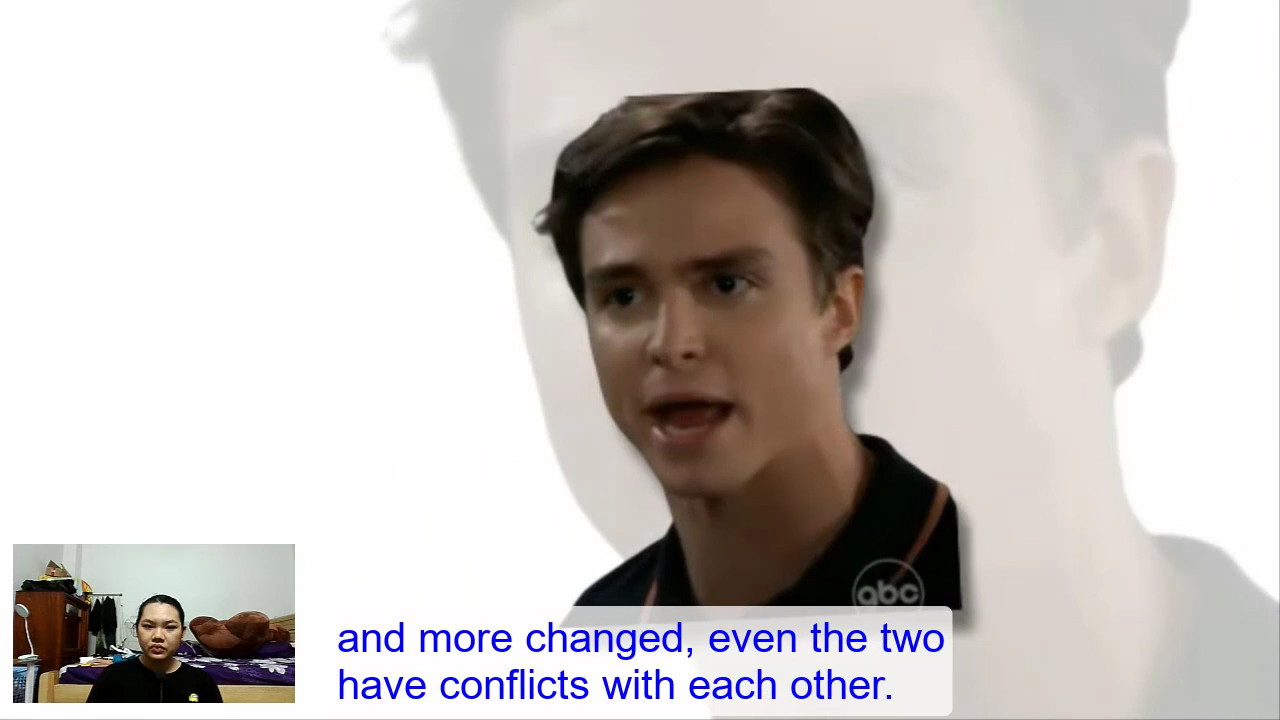 abc
and more changed, even the two
have conflicts with each other.